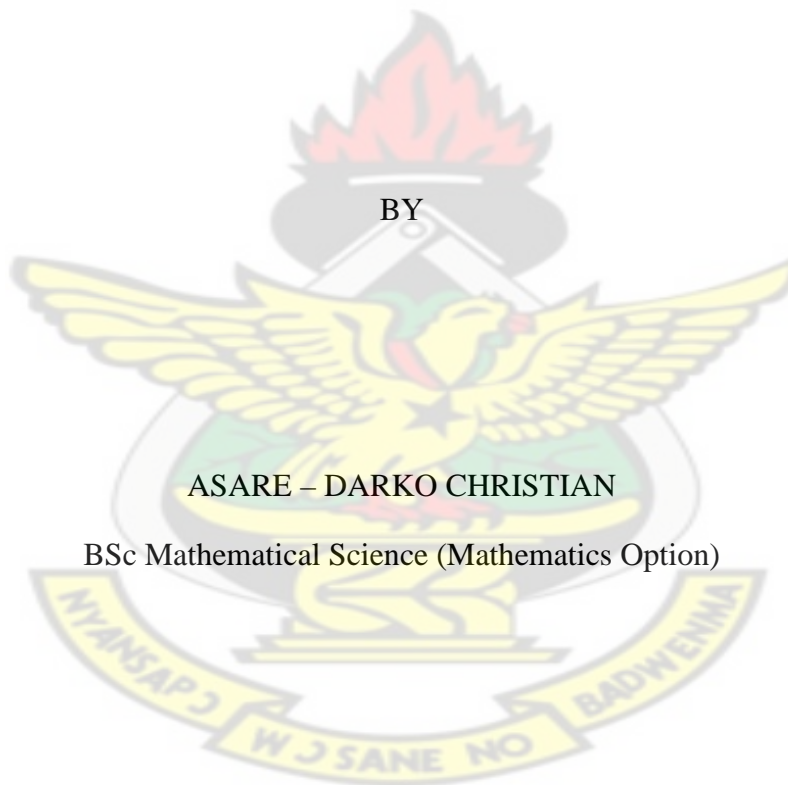 BY
ASARE – DARKO CHRISTIAN
BSc Mathematical Science (Mathematics Option)
NYANSAPƆ WƆSANE NO BADWENMA